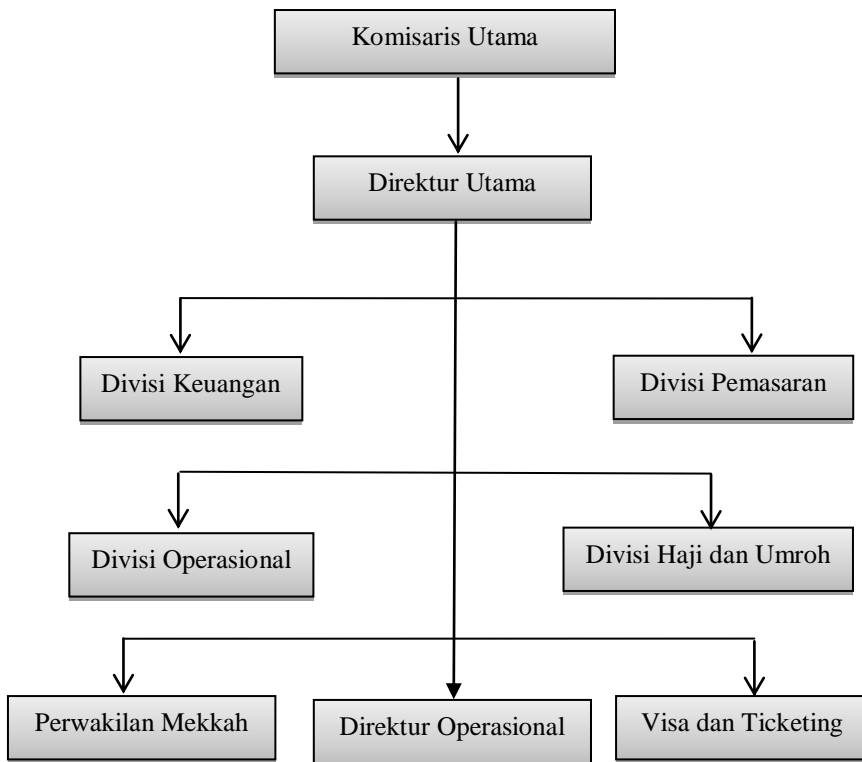 Komisaris Utama
Direktur Utama
Divisi Keuangan
Divisi Pemasaran
Divisi Operasional
Divisi Haji dan Umroh
Perwakilan Mekkah
Direktur Operasional
Visa dan Ticketing